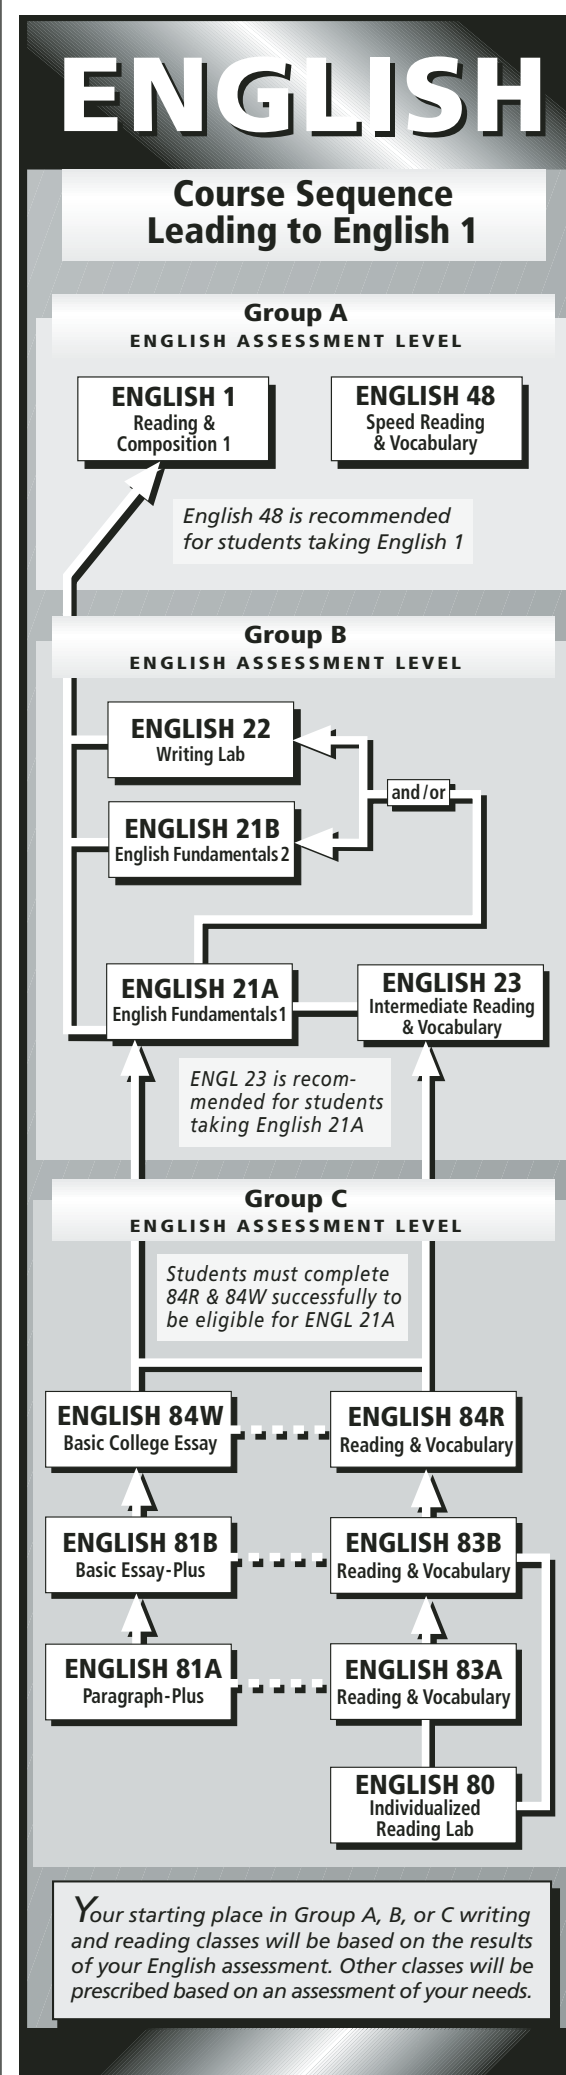 ENGLISH
Course Sequence
Leading to English 1
Group A
ENGLISH ASSESSMENT LEVEL
ENGLISH 1
Reading &
Composition 1
ENGLISH 48
Speed Reading
& Vocabulary
English 48 is recommended
for students taking English 1
Group B
ENGLISH ASSESSMENT LEVEL
ENGLISH 22
Writing Lab
and/or
ENGLISH 21B
English Fundamentals 2
ENGLISH 21A
English Fundamentals 1
ENGLISH 23
Intermediate Reading
& Vocabulary
ENGL 23 is recom-
mended for students
taking English 21A
Group C
ENGLISH ASSESSMENT LEVEL
Students must complete
84R & 84W successfully to
be eligible for ENGL 21A
ENGLISH 84W
Basic College Essay
ENGLISH 84R
Reading & Vocabulary
ENGLISH 81B
Basic Essay-Plus
ENGLISH 83B
Reading & Vocabulary
ENGLISH 81A
Paragraph-Plus
ENGLISH 83A
Reading & Vocabulary
ENGLISH 80
Individualized
Reading Lab
Your starting place in Group A, B, or C writing
and reading classes will be based on the results
of your English assessment. Other classes will be
prescribed based on an assessment of your needs.